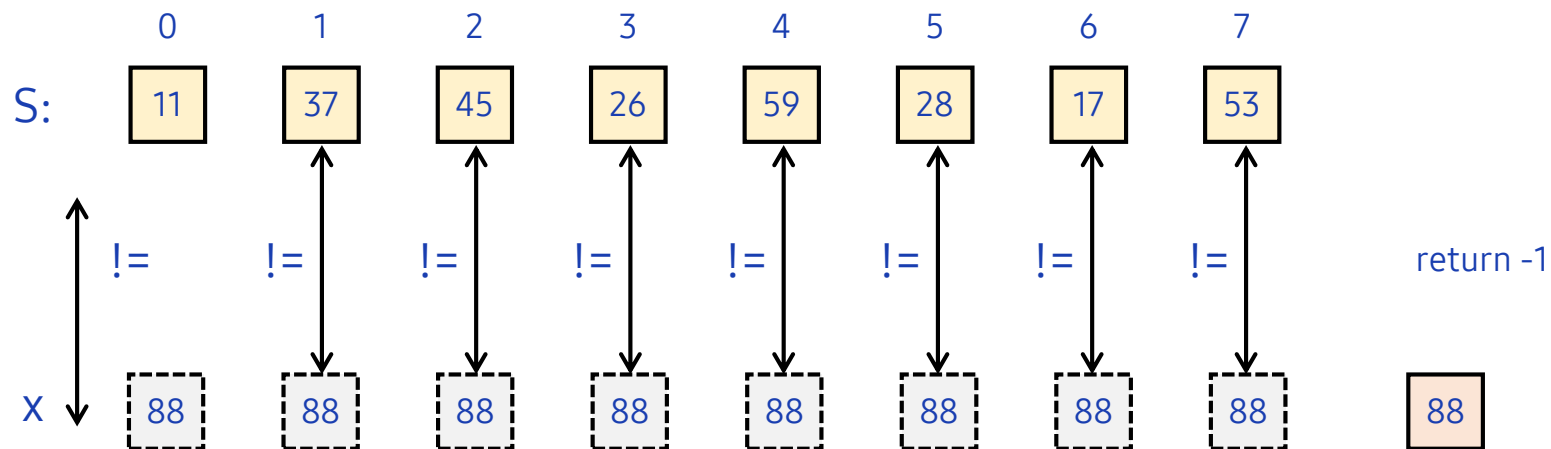 0 1 2 3 4 5 6 7
S: 11 37 45 26 59 28 17 53
!= != != != != != != != return -1
x 88 88 88 88 88 88 88 88 88